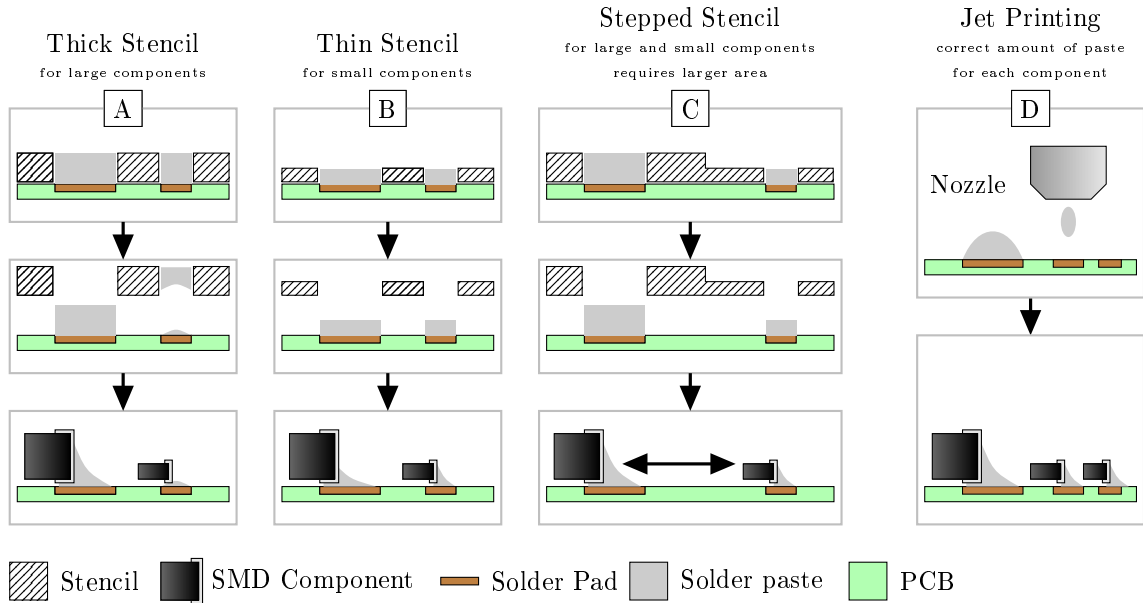 Thick Stencil
for large components
A
Thin Stencil
for small components
B
Stepped Stencil
for large and small components
requires larger area
C
Jet Printing
correct amount of paste
for each component
D
Nozzle
Stencil
SMD Component
Solder Pad
Solder paste
PCB